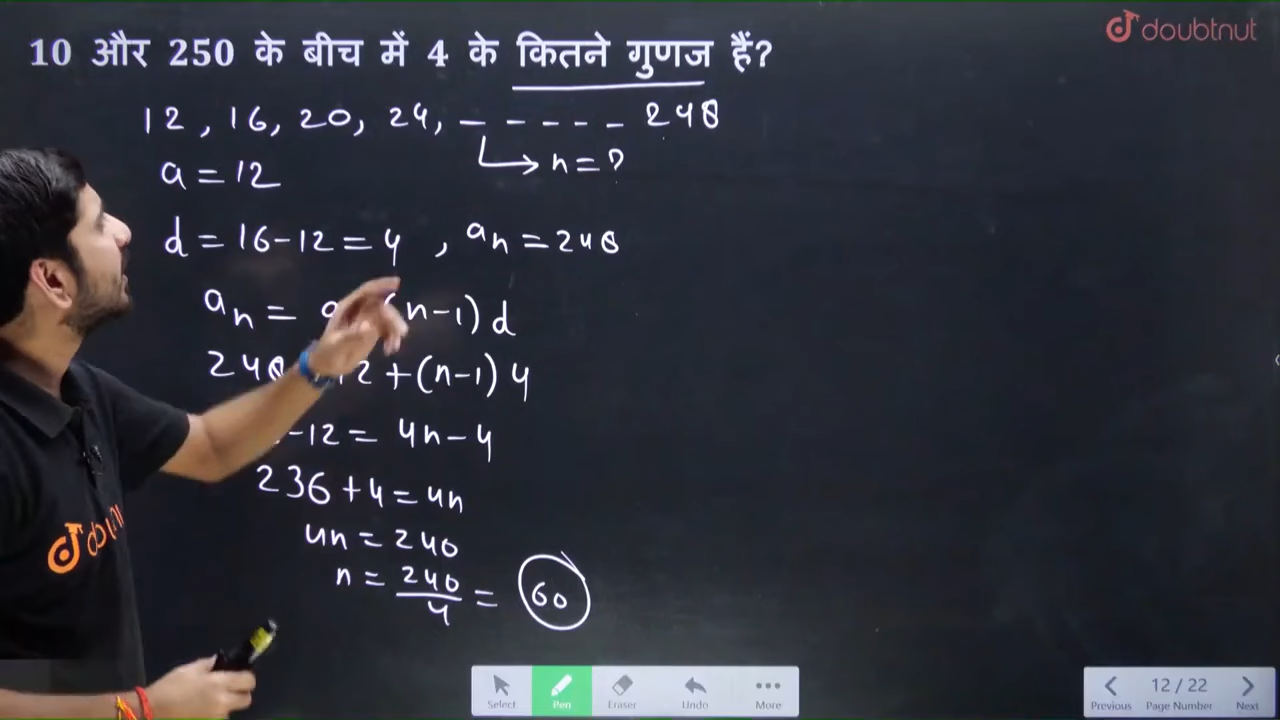 doubtnut
10 और 250 के बीच में 4 के कितने गुणज हैं?
12, 16, 20, 24, - - - - - 248
n = ?
a = 12
d = 16-12 = 4 , an = 248
an = (n-1) d
248 12 + (n-1) 4
-12 = 4n - 4
236 + 4 = 4n
4n = 240
n = 240/4 = 60
Select Pen Eraser Undo More
12 / 22
Previous Page Number Next